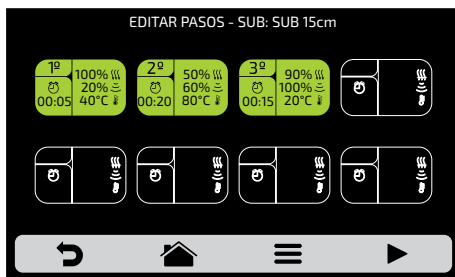 EDITAR PASOS - SUB: SUB 15cm
1º 100% 20% 00:05 40°C
2º 50% 60% 00:20 80°C
3º 90% 100% 00:15 20°C